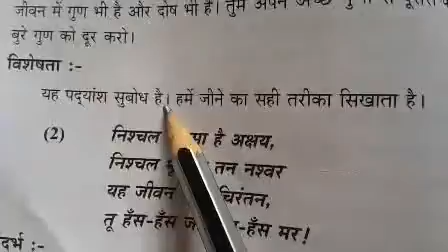 जीवन में गुण भी है और दोष भी है। तुम अपने अच्छे
बुरे गुण को दूर करो।
विशेषता :-
यह पद्यांश सुबोध है। हमें जीने का सही तरीका सिखाता है।
(2) निश्चल है अक्षय,
निश्चल तन नश्वर
यह जीवन चिरंतन,
तू हँस-हँस हँस मर!